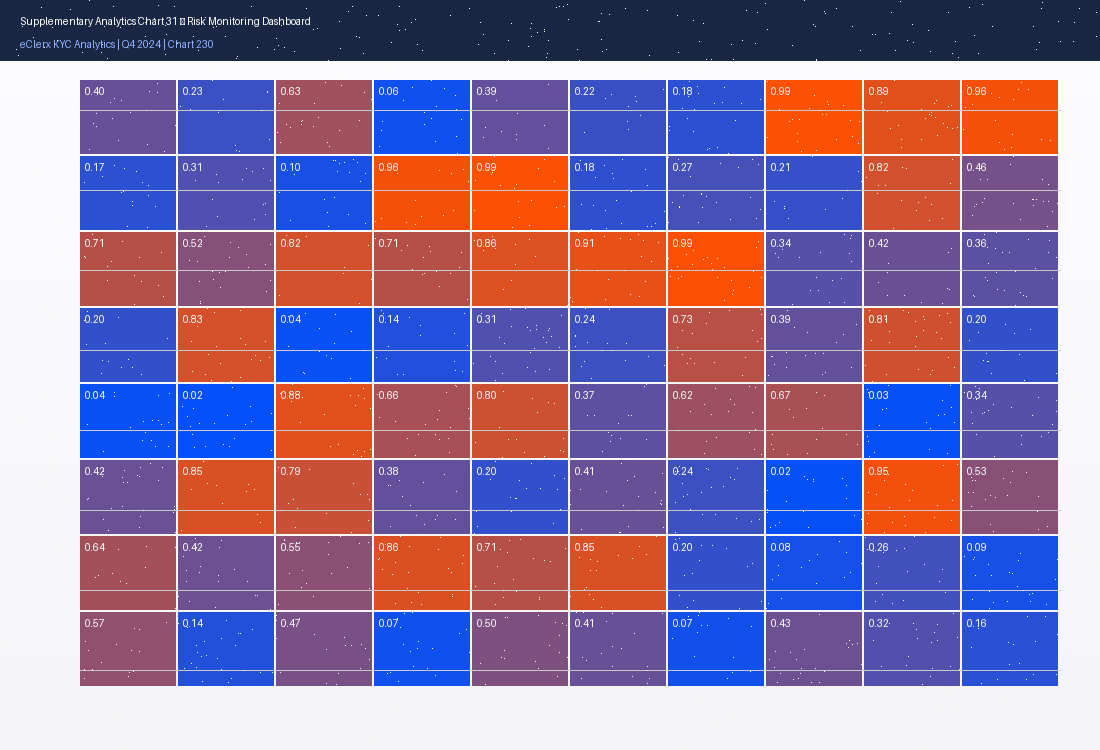 Supplementary Analytics Chart 31 Risk Monitoring Dashboard
eClerx KYC Analytics | Q4 2024 | Chart 230
0.40 0.23 0.63 0.06 0.39 0.22 0.18 0.99 0.89 0.96
0.17 0.31 0.10 0.96 0.99 0.18 0.27 0.21 0.82 0.46
0.71 0.52 0.82 0.71 0.86 0.91 0.99 0.34 0.42 0.36
0.20 0.83 0.04 0.14 0.31 0.24 0.73 0.39 0.81 0.20
0.04 0.02 0.88 0.66 0.80 0.37 0.62 0.67 0.03 0.34
0.42 0.85 0.79 0.38 0.20 0.41 0.24 0.02 0.95 0.53
0.64 0.42 0.55 0.86 0.71 0.85 0.20 0.08 0.26 0.09
0.57 0.14 0.47 0.07 0.50 0.41 0.07 0.43 0.32 0.16